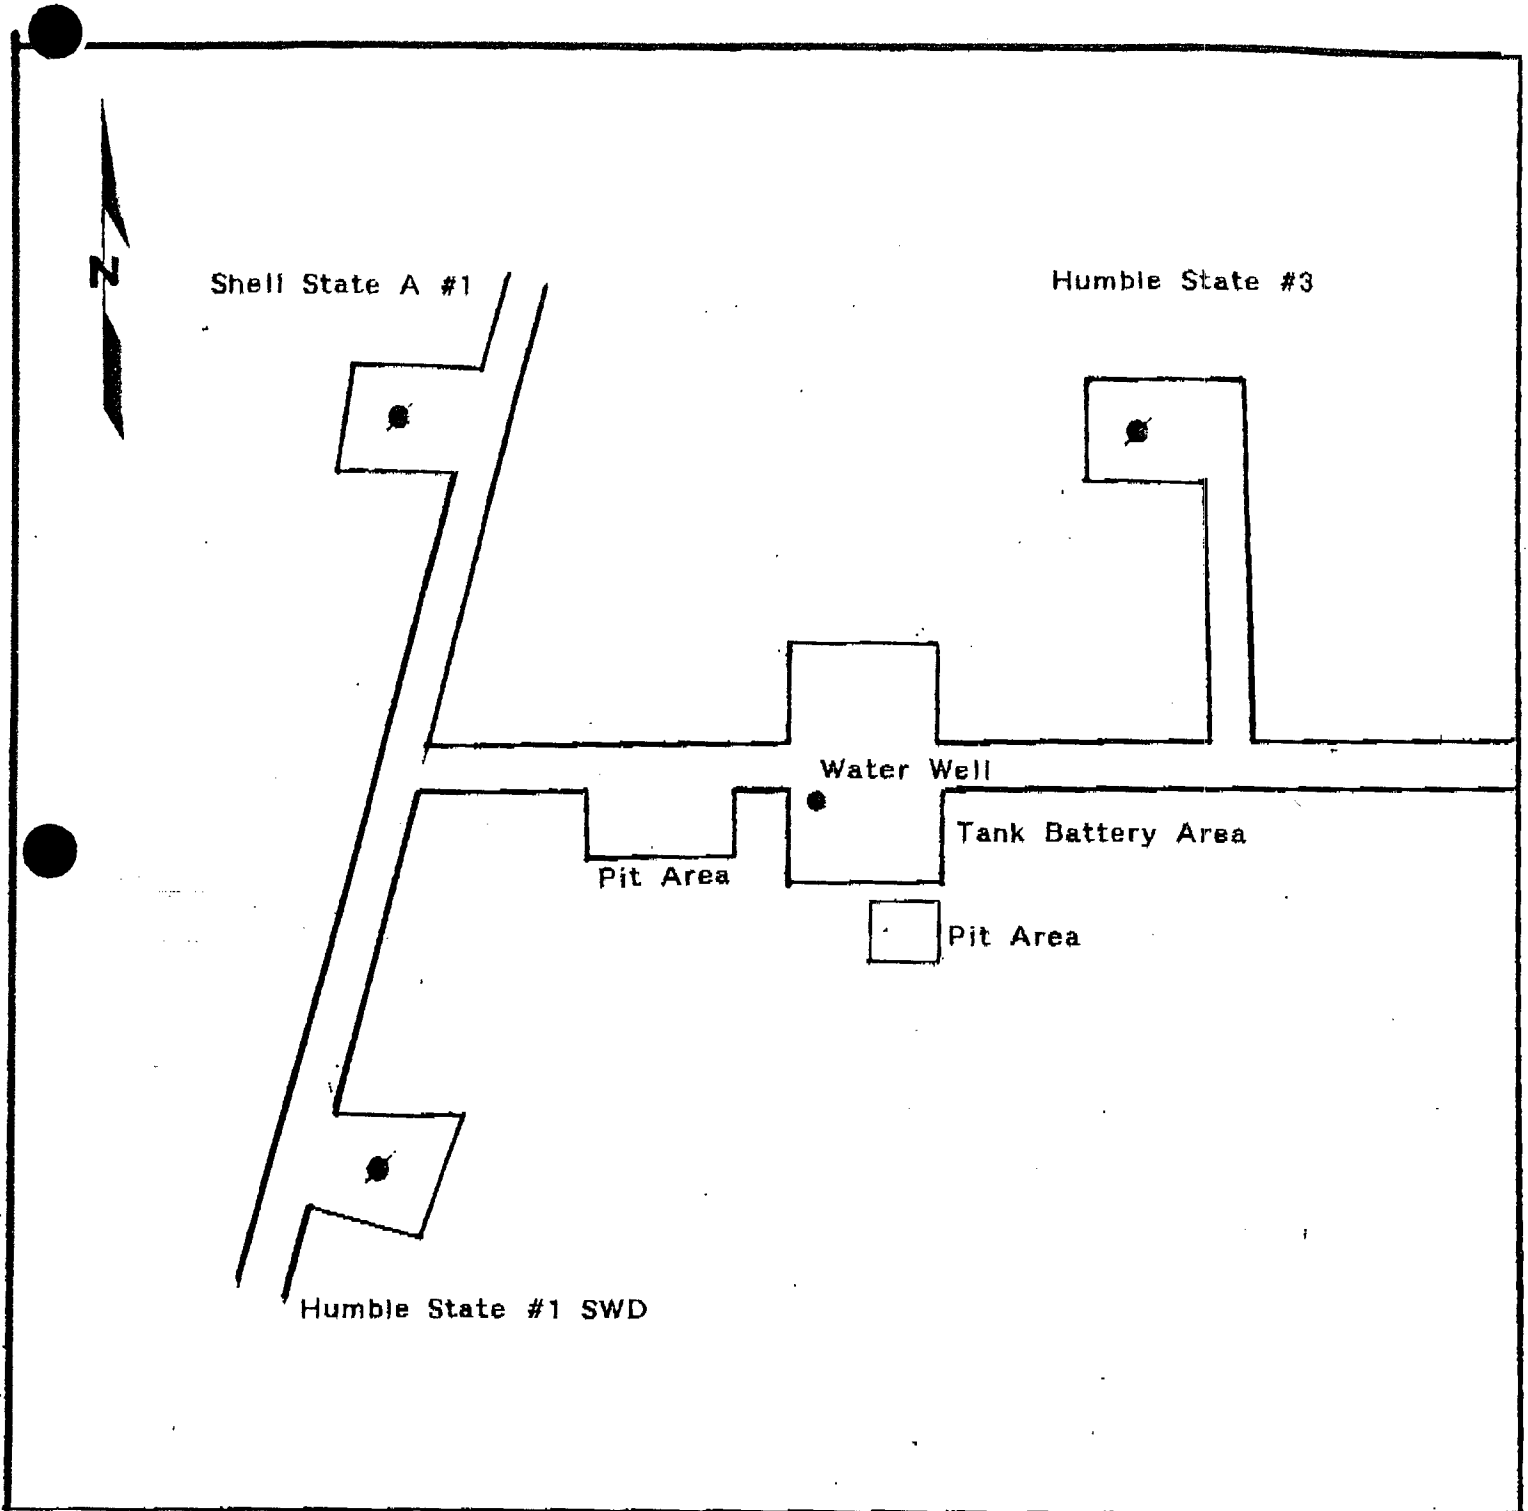 N
Shell State A #1
Humble State #3
Water Well
Tank Battery Area
Pit Area
Pit Area
Humble State #1 SWD